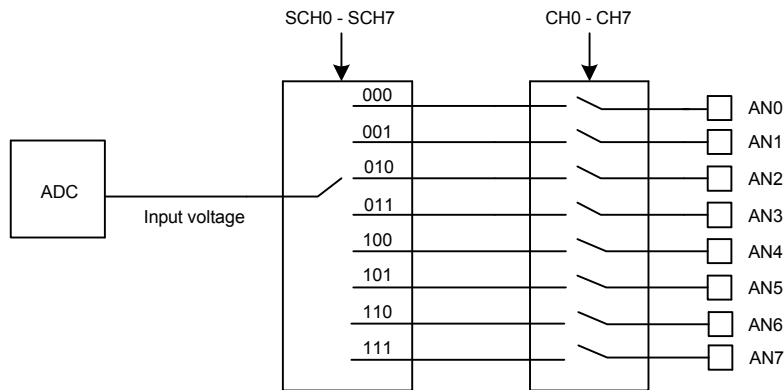 SCH0 - SCH7
CH0 - CH7
000
AN0
001
AN1
010
AN2
ADC
Input voltage
011
AN3
100
AN4
101
AN5
110
AN6
111
AN7